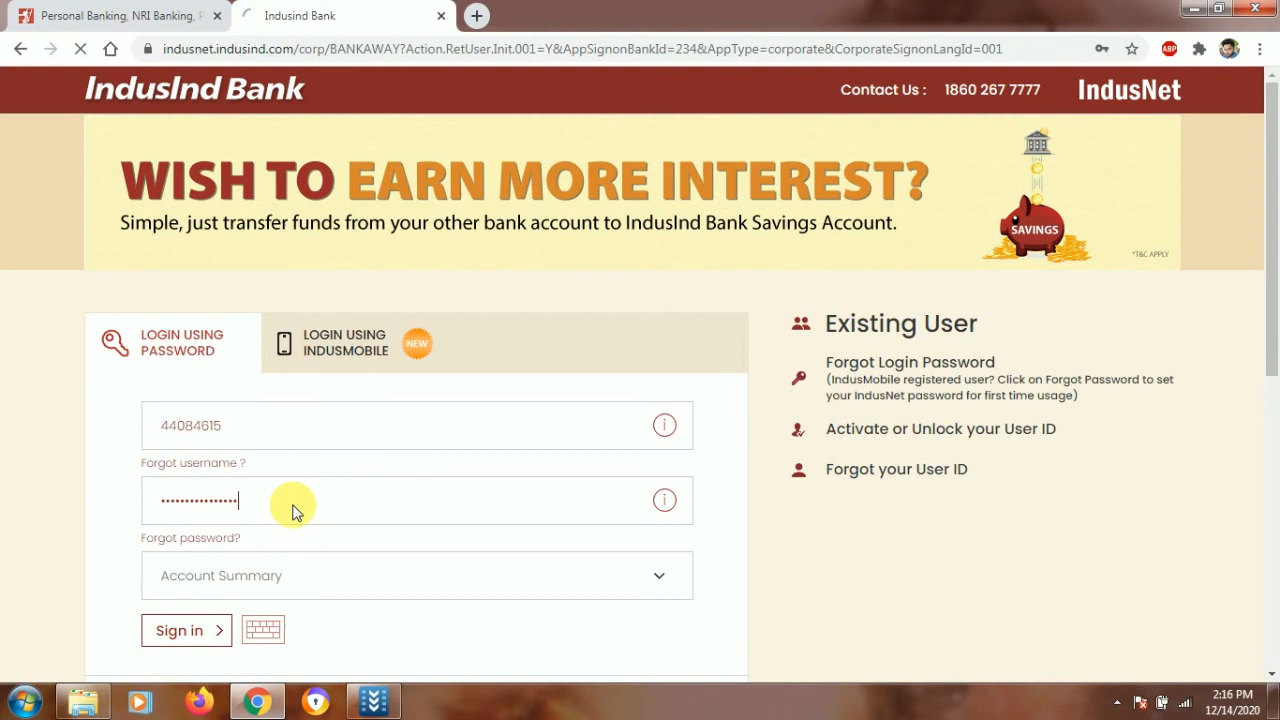 Personal Banking, NRI Banking, P
Indusind Bank
indusnet.indusind.com/corp/BANKAWAY?Action.RetUser.Init.001=Y&AppSignonBankId=234&AppType=corporate&CorporateSignonLangId=001
ABP
IndusInd Bank
Contact Us : 1860 267 7777
IndusNet
WISH TO EARN MORE INTEREST?
Simple, just transfer funds from your other bank account to IndusInd Bank Savings Account.
SAVINGS
*T&C APPLY
LOGIN USING
PASSWORD
LOGIN USING
INDUSMOBILE
NEW
44084615
Forgot username ?
••••••••••••••••
Forgot password?
Account Summary
Sign in
Existing User
Forgot Login Password
(IndusMobile registered user? Click on Forgot Password to set
your IndusNet password for first time usage)
Activate or Unlock your User ID
Forgot your User ID
2:16 PM
12/14/2020